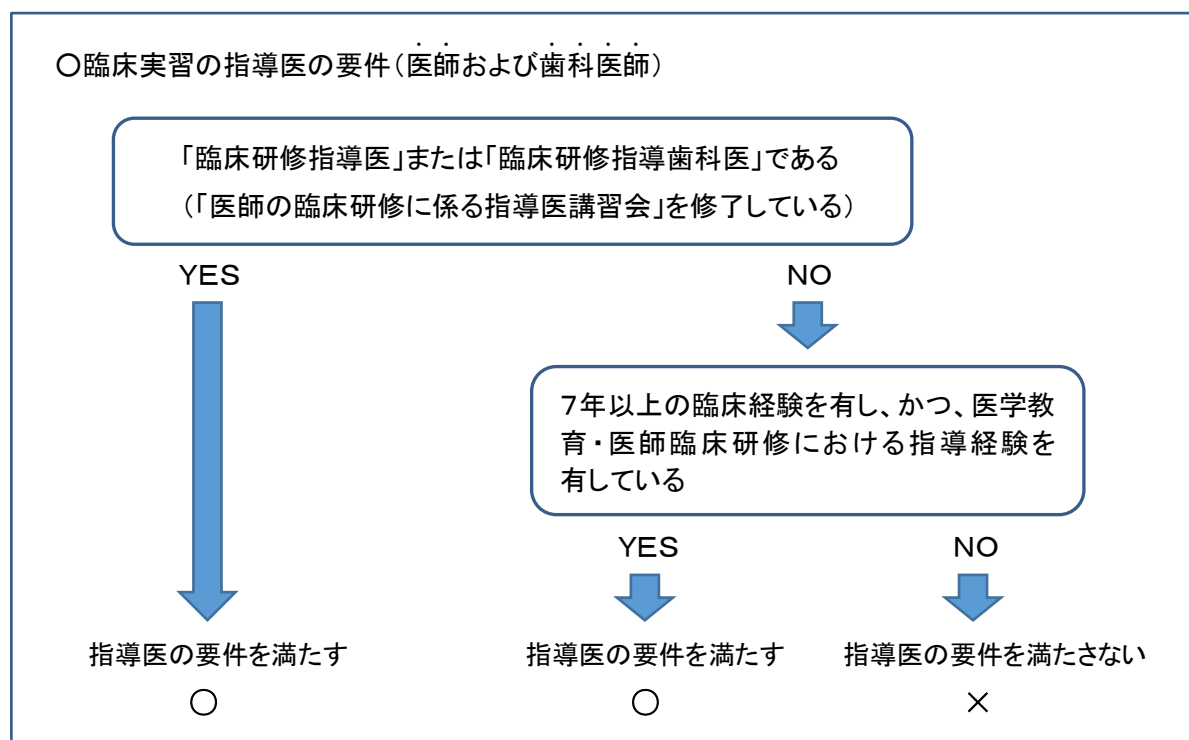 〇臨床実習の指導医の要件(医師および歯科医師)
「臨床研修指導医」または「臨床研修指導歯科医」である
(「医師の臨床研修に係る指導医講習会」を修了している)
YES
NO
7年以上の臨床経験を有し、かつ、医学教
育・医師臨床研修における指導経験を
有している
YES
NO
指導医の要件を満たす
指導医の要件を満たす
指導医の要件を満たさない
〇
〇
×